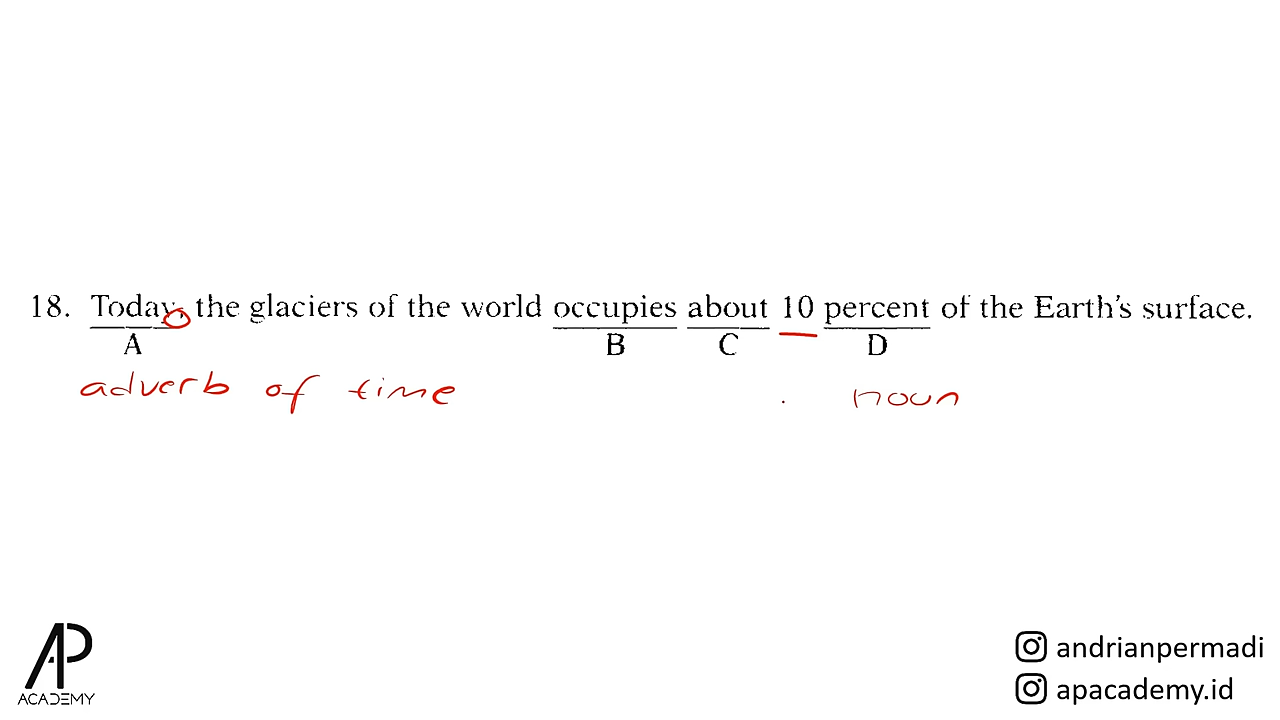 18. Today, the glaciers of the world occupies about 10 percent of the Earth's surface.
A B C D
adverb of time noun
AP
ACADEMY
andrianpermadi
apacademy.id